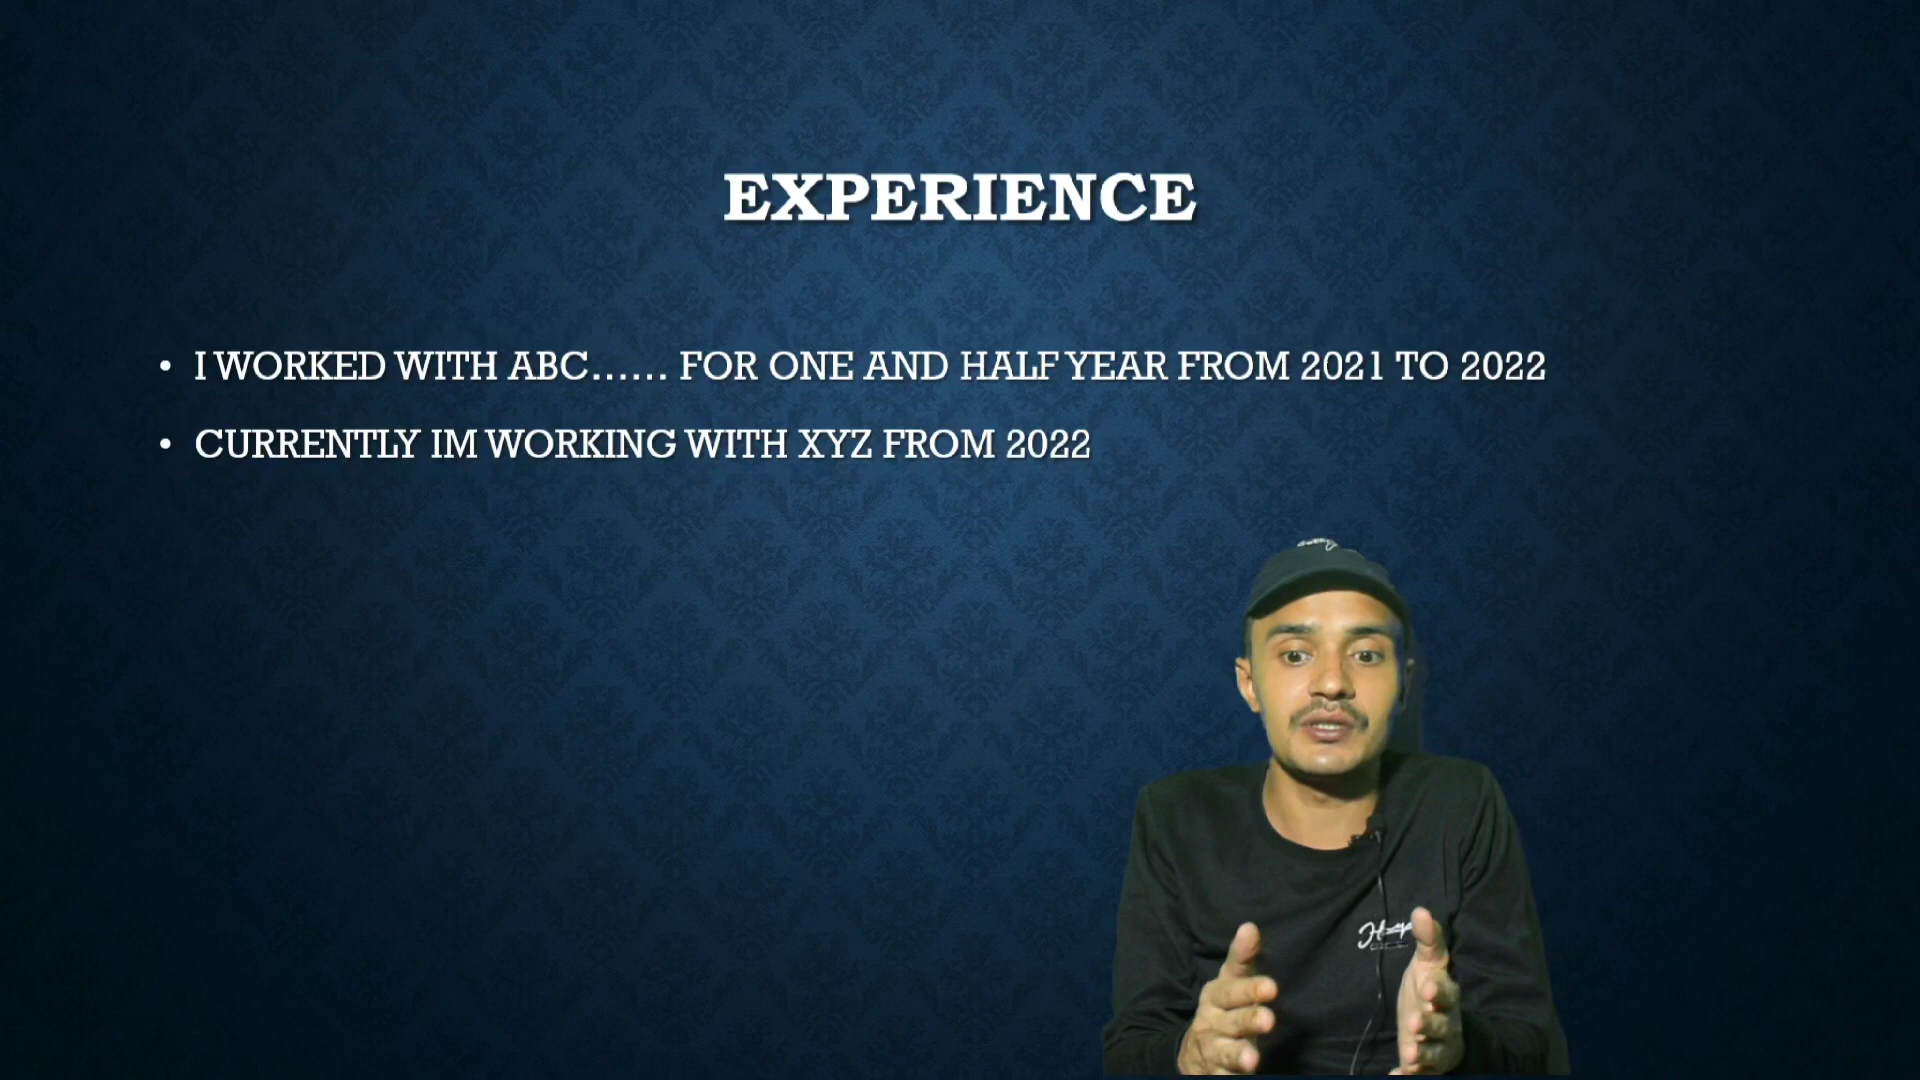 EXPERIENCE
• I WORKED WITH ABC...... FOR ONE AND HALF YEAR FROM 2021 TO 2022
• CURRENTLY IM WORKING WITH XYZ FROM 2022